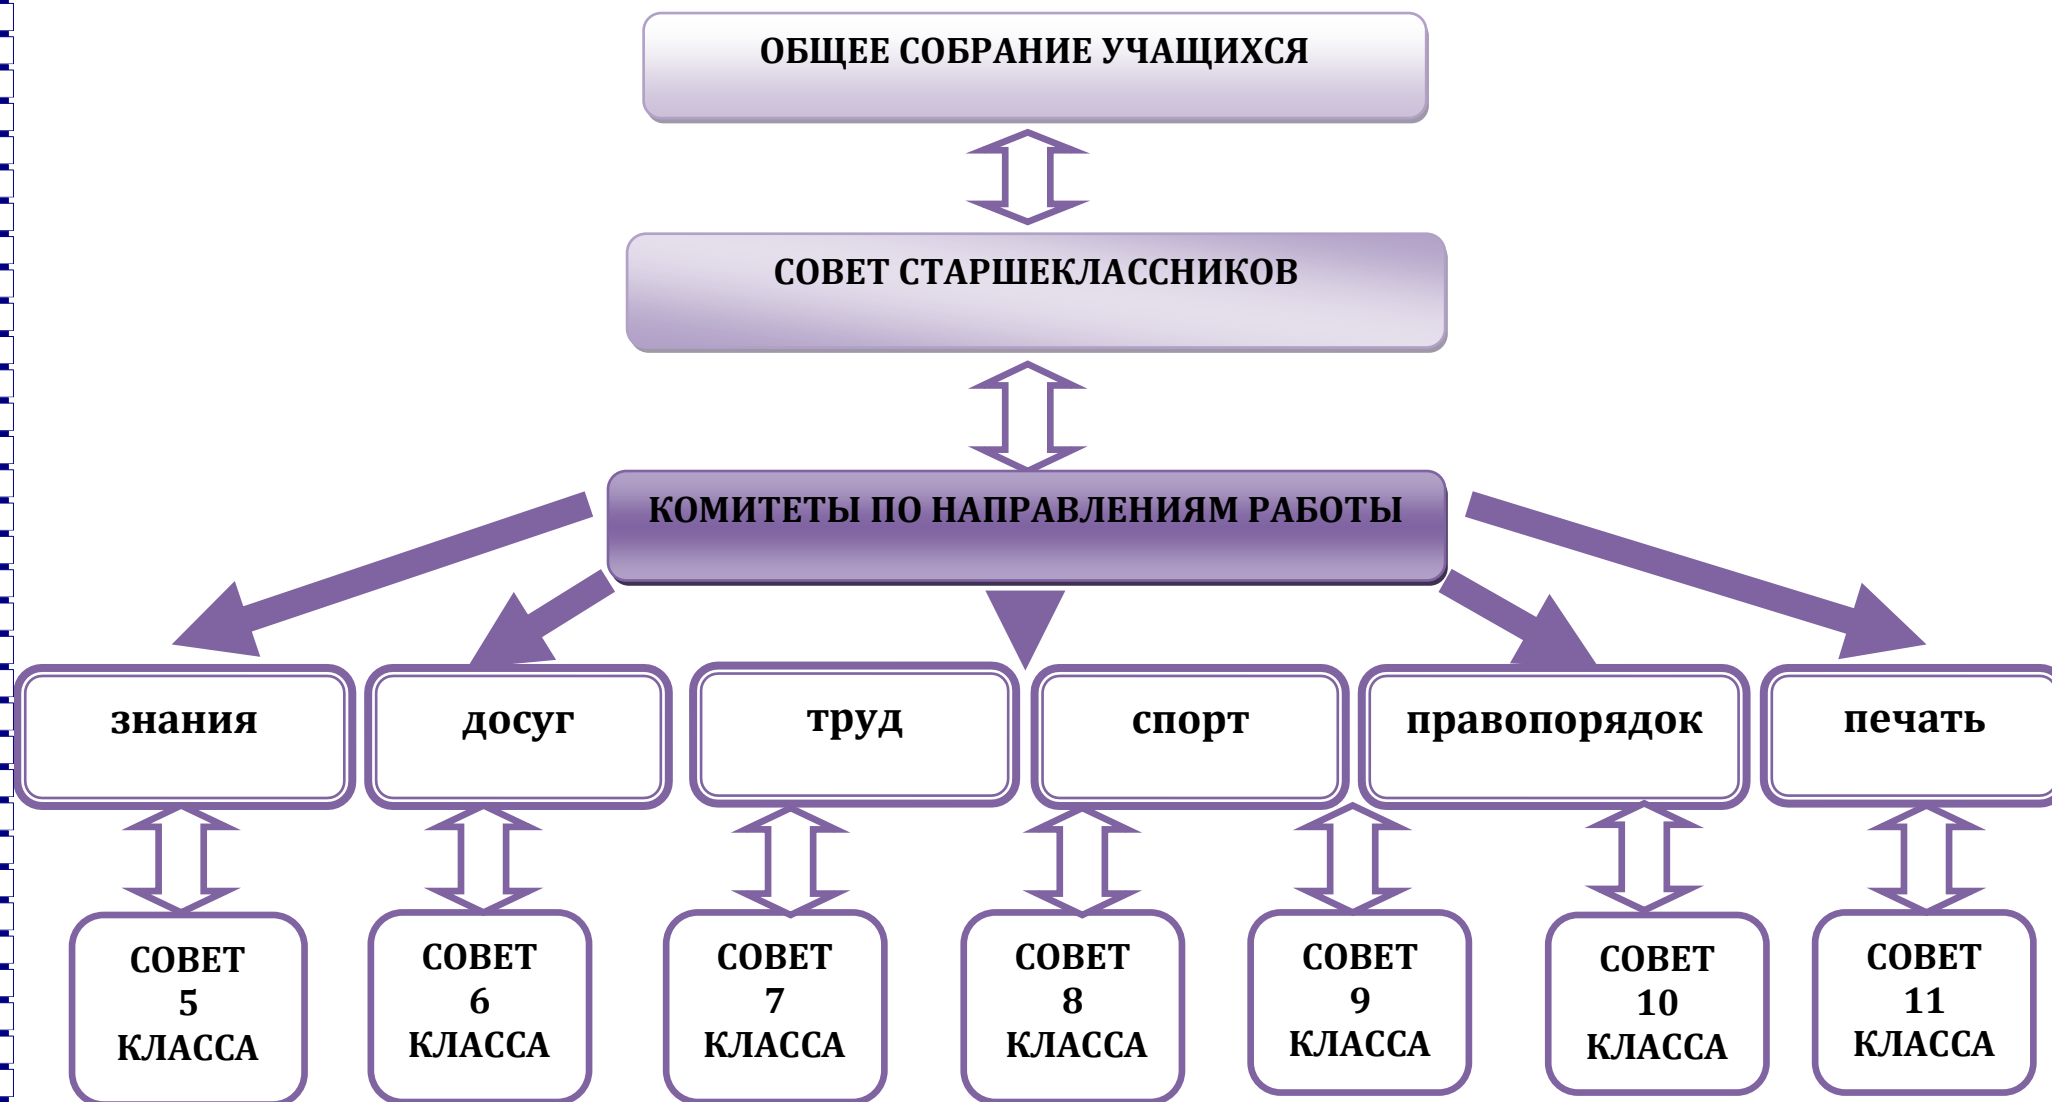 ОБЩЕЕ СОБРАНИЕ УЧАЩИХСЯ
СОВЕТ СТАРШЕКЛАССНИКОВ
КОМИТЕТЫ ПО НАПРАВЛЕНИЯМ РАБОТЫ
знания
досуг
труд
спорт
правопорядок
печать
СОВЕТ
5
КЛАССА
СОВЕТ
6
КЛАССА
СОВЕТ
7
КЛАССА
СОВЕТ
8
КЛАССА
СОВЕТ
9
КЛАССА
СОВЕТ
10
КЛАССА
СОВЕТ
11
КЛАССА